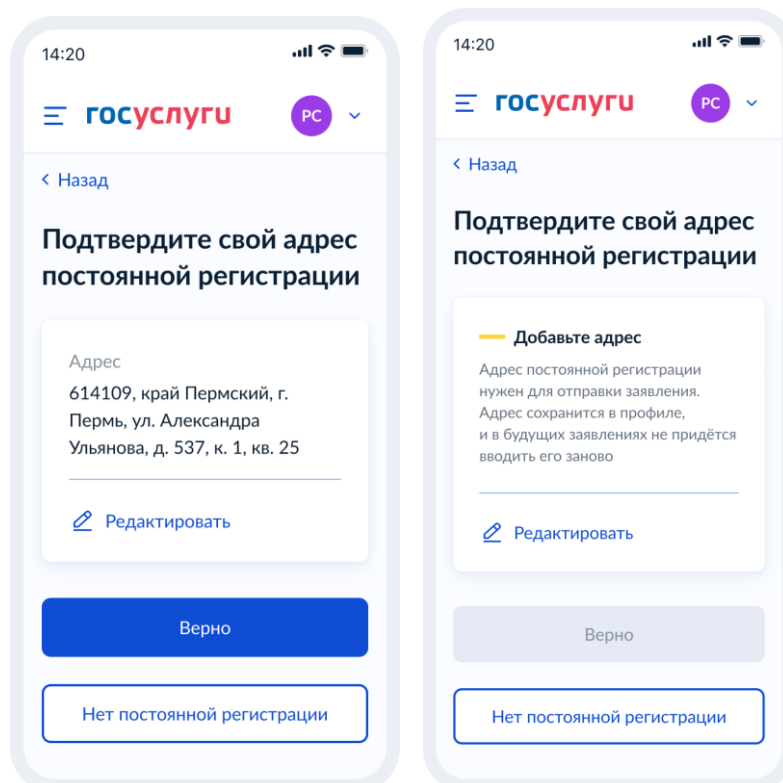 14:20
госуслуги
РС
Назад
Подтвердите свой адрес
постоянной регистрации
Адрес
614109, край Пермский, г.
Пермь, ул. Александра
Ульянова, д. 537, к. 1, кв. 25
Редактировать
Верно
Нет постоянной регистрации
14:20
госуслуги
РС
Назад
Подтвердите свой адрес
постоянной регистрации
Добавьте адрес
Адрес постоянной регистрации
нужен для отправки заявления.
Адрес сохранится в профиле,
и в будущих заявлениях не придётся
вводить его заново
Редактировать
Верно
Нет постоянной регистрации